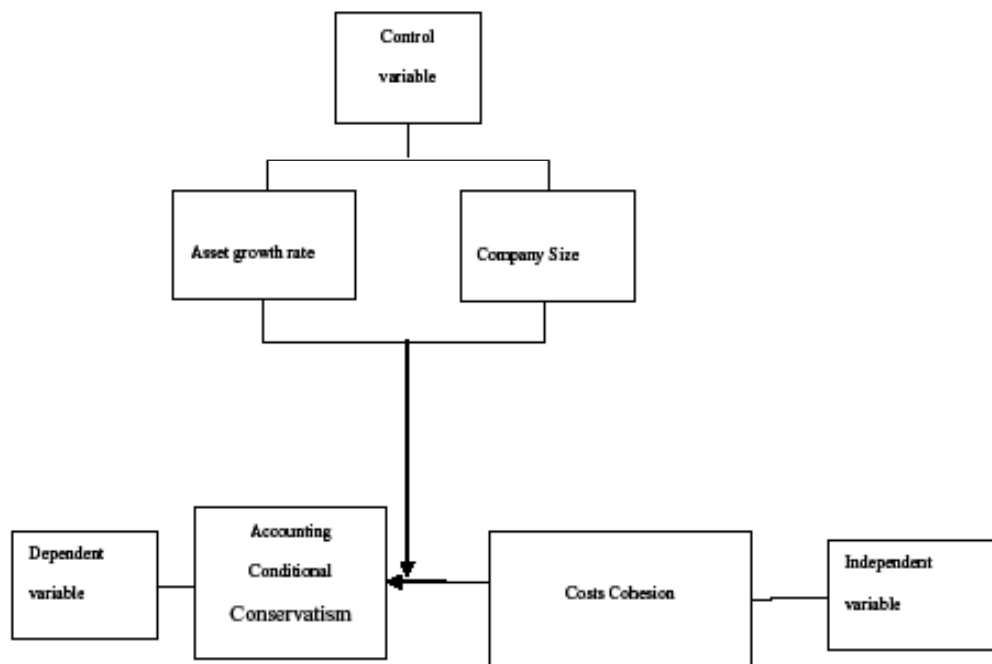 Control
variable
Asset growth rate
Company Size
Dependent
variable
Accounting
Conditional
Conservatism
Costs Cohesion
Independent
variable